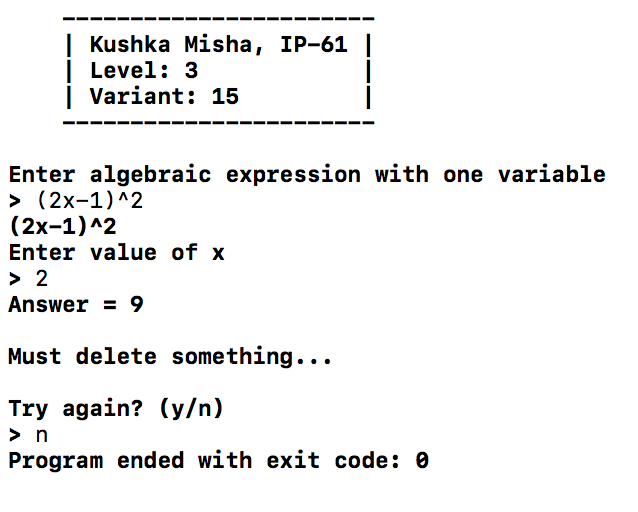 -----------------------
| Kushka Misha, IP-61 |
| Level: 3            |
| Variant: 15         |
-----------------------
Enter algebraic expression with one variable
> (2x-1)^2
(2x-1)^2
Enter value of x
> 2
Answer = 9
Must delete something...
Try again? (y/n)
> n
Program ended with exit code: 0